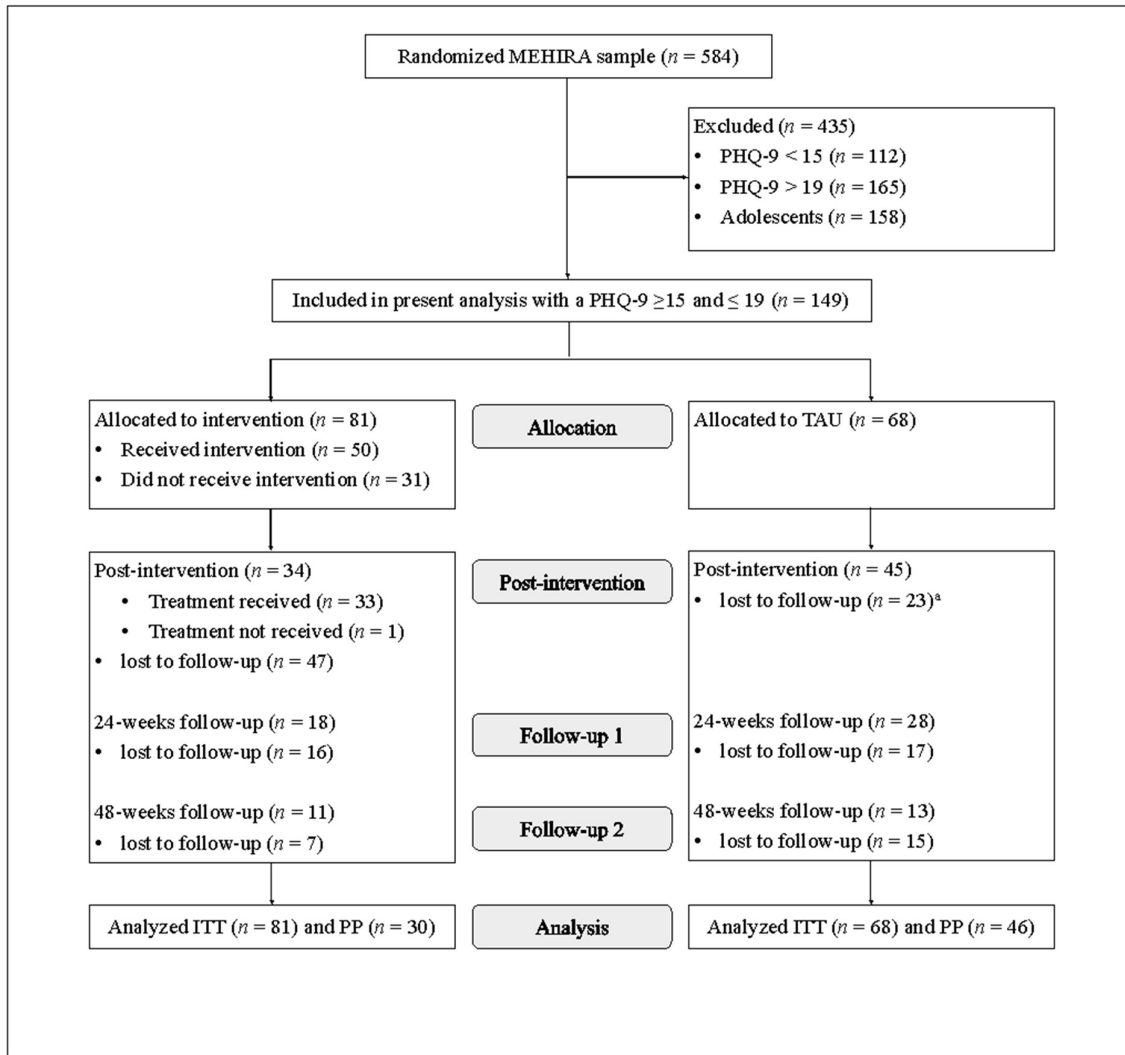 Randomized MEHIRA sample (n = 584)
Excluded (n = 435)
• PHQ-9 < 15 (n = 112)
• PHQ-9 > 19 (n = 165)
• Adolescents (n = 158)
Included in present analysis with a PHQ-9 ≥15 and ≤ 19 (n = 149)
Allocated to intervention (n = 81)
• Received intervention (n = 50)
• Did not receive intervention (n = 31)
Allocation
Allocated to TAU (n = 68)
Post-intervention (n = 34)
• Treatment received (n = 33)
• Treatment not received (n = 1)
• lost to follow-up (n = 47)
Post-intervention
Post-intervention (n = 45)
• lost to follow-up (n = 23)ª
24-weeks follow-up (n = 18)
• lost to follow-up (n = 16)
Follow-up 1
24-weeks follow-up (n = 28)
• lost to follow-up (n = 17)
48-weeks follow-up (n = 11)
• lost to follow-up (n = 7)
Follow-up 2
48-weeks follow-up (n = 13)
• lost to follow-up (n = 15)
Analyzed ITT (n = 81) and PP (n = 30)
Analysis
Analyzed ITT (n = 68) and PP (n = 46)